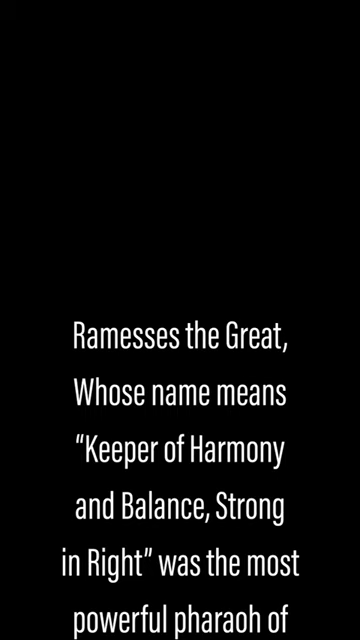 Ramesses the Great,
Whose name means
“Keeper of Harmony
and Balance, Strong
in Right” was the most
powerful pharaoh of